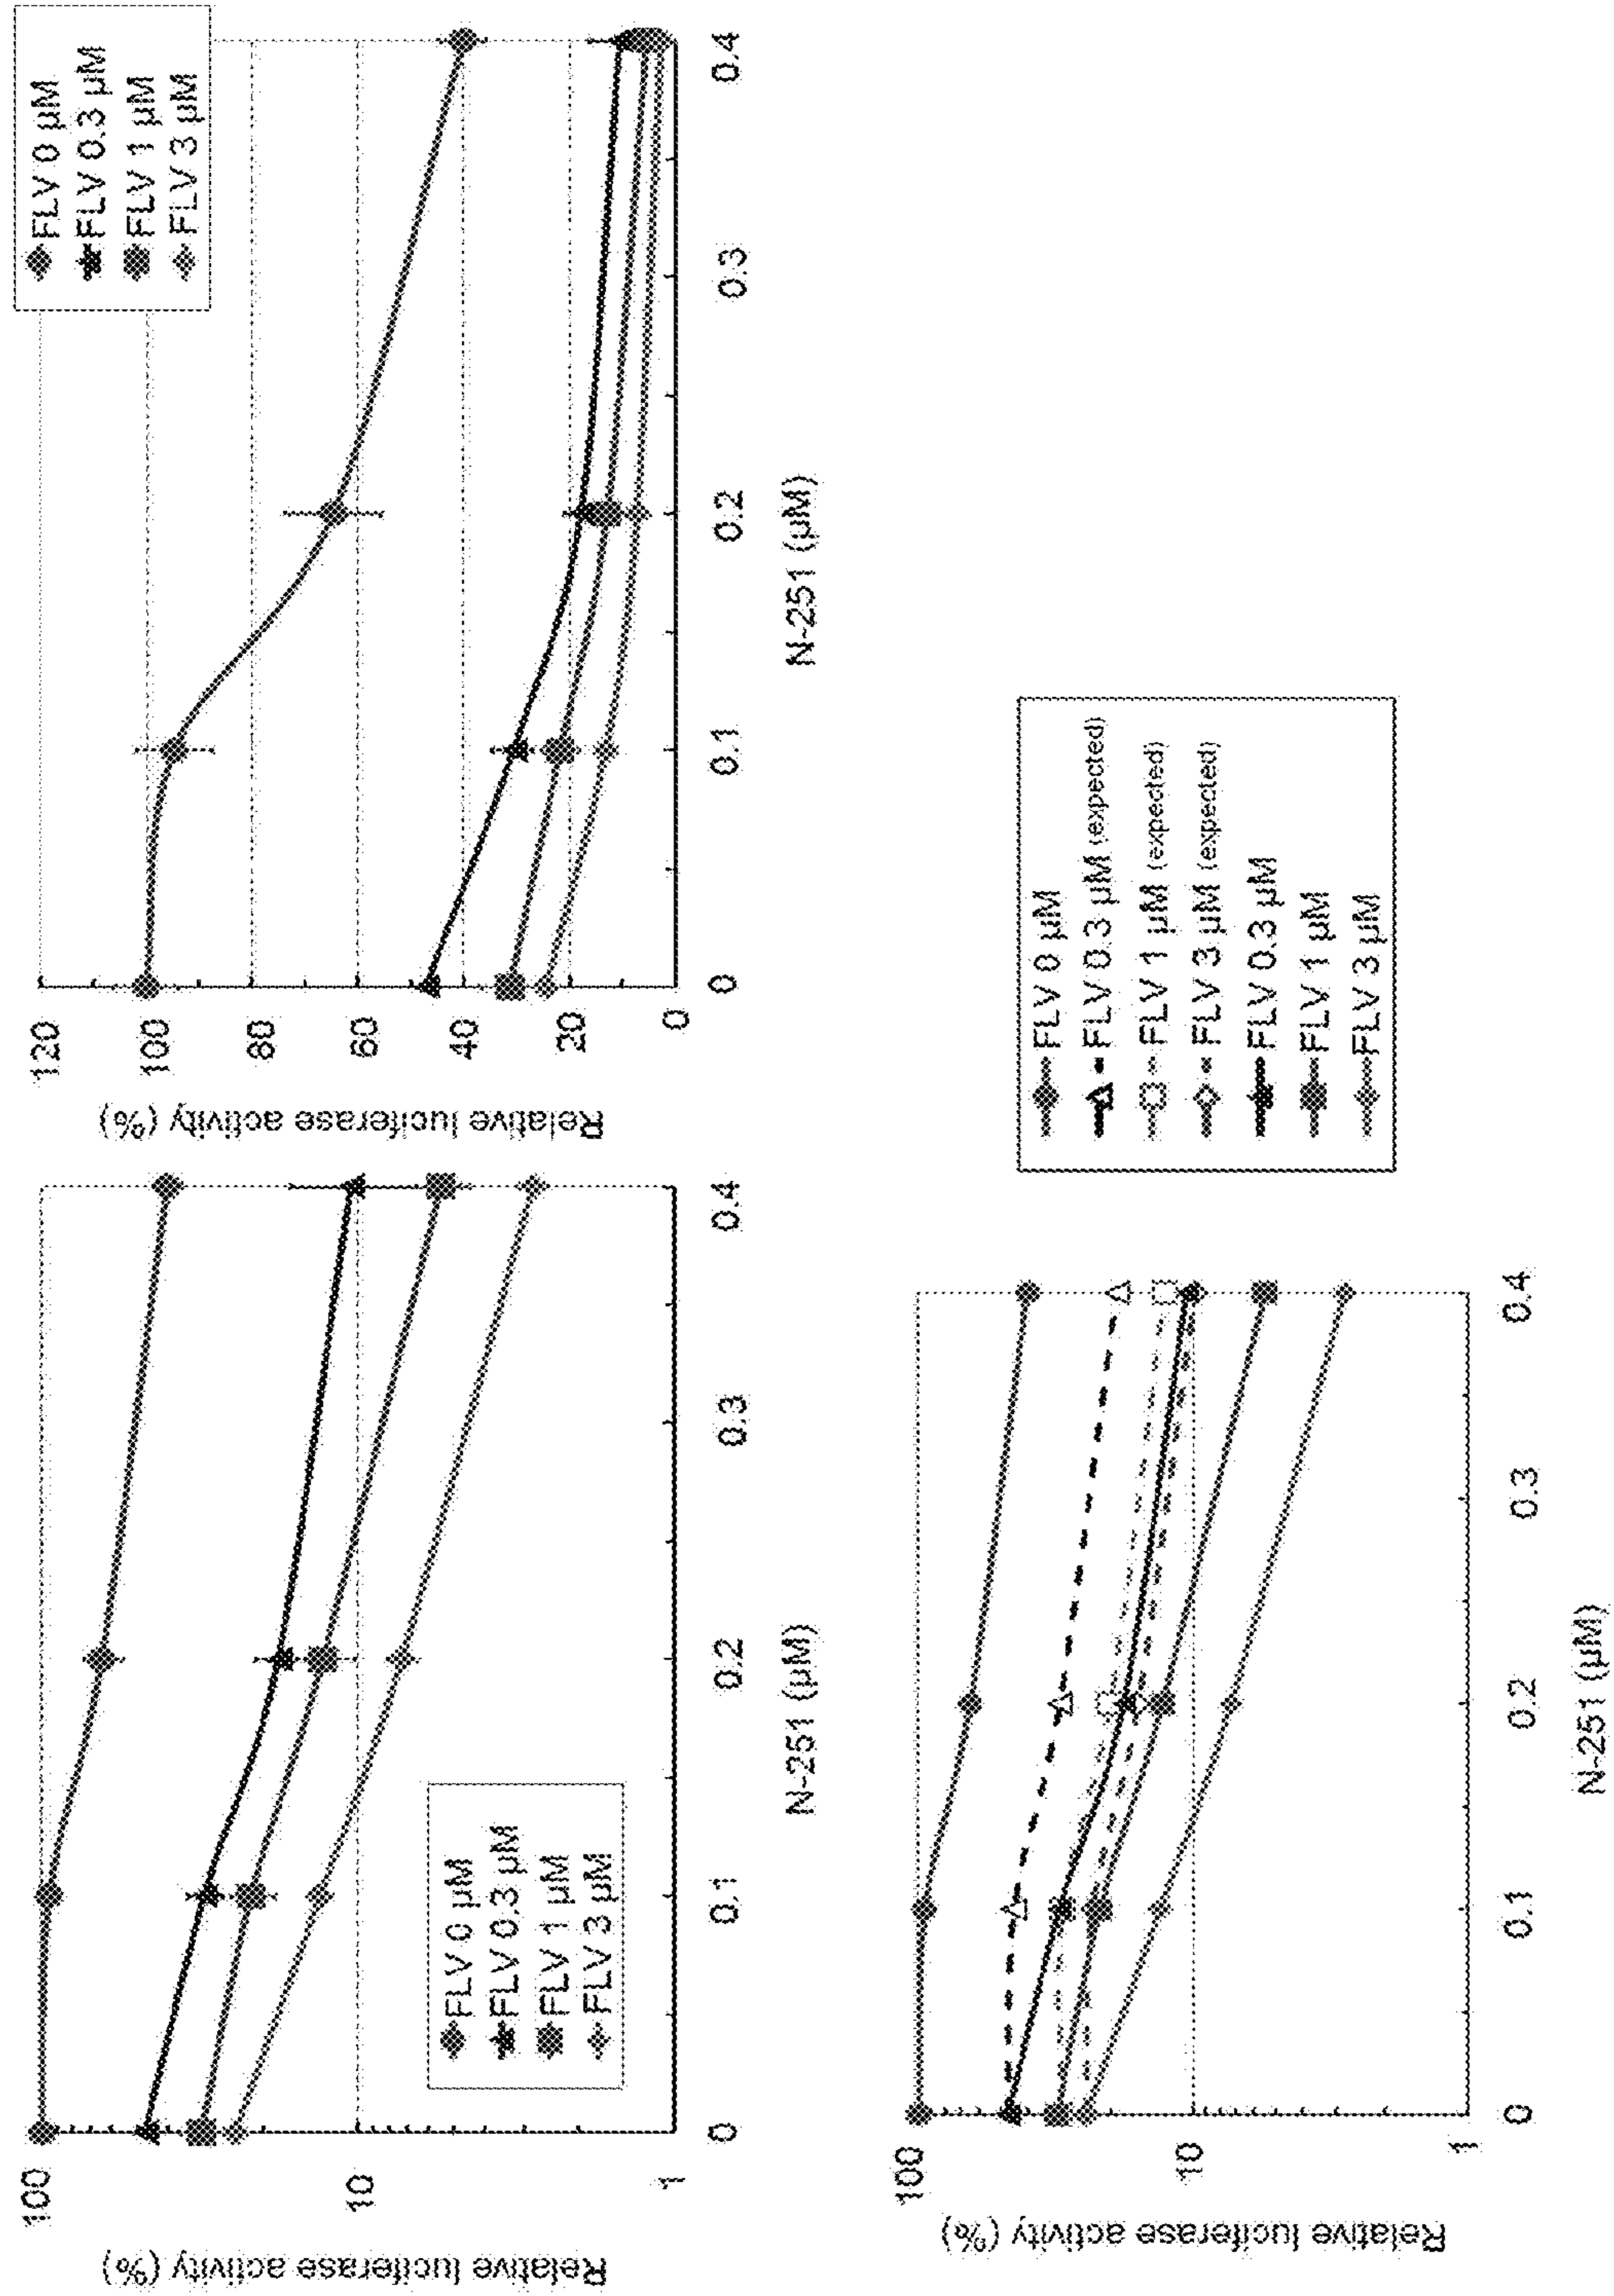 Relative luciferase activity (%)
100
10
1
0
0.1
0.2
0.3
0.4
N-251 (µM)
FLV 0 µM
FLV 0.3 µM
FLV 1 µM
FLV 3 µM
Relative luciferase activity (%)
120
100
80
60
40
20
0
0
0.1
0.2
0.3
0.4
N-251 (µM)
FLV 0 µM
FLV 0.3 µM
FLV 1 µM
FLV 3 µM
Relative luciferase activity (%)
100
10
1
0
0.1
0.2
0.3
0.4
N-251 (µM)
FLV 0 µM
FLV 0.3 µM (expected)
FLV 1 µM (expected)
FLV 3 µM (expected)
FLV 0.3 µM
FLV 1 µM
FLV 3 µM